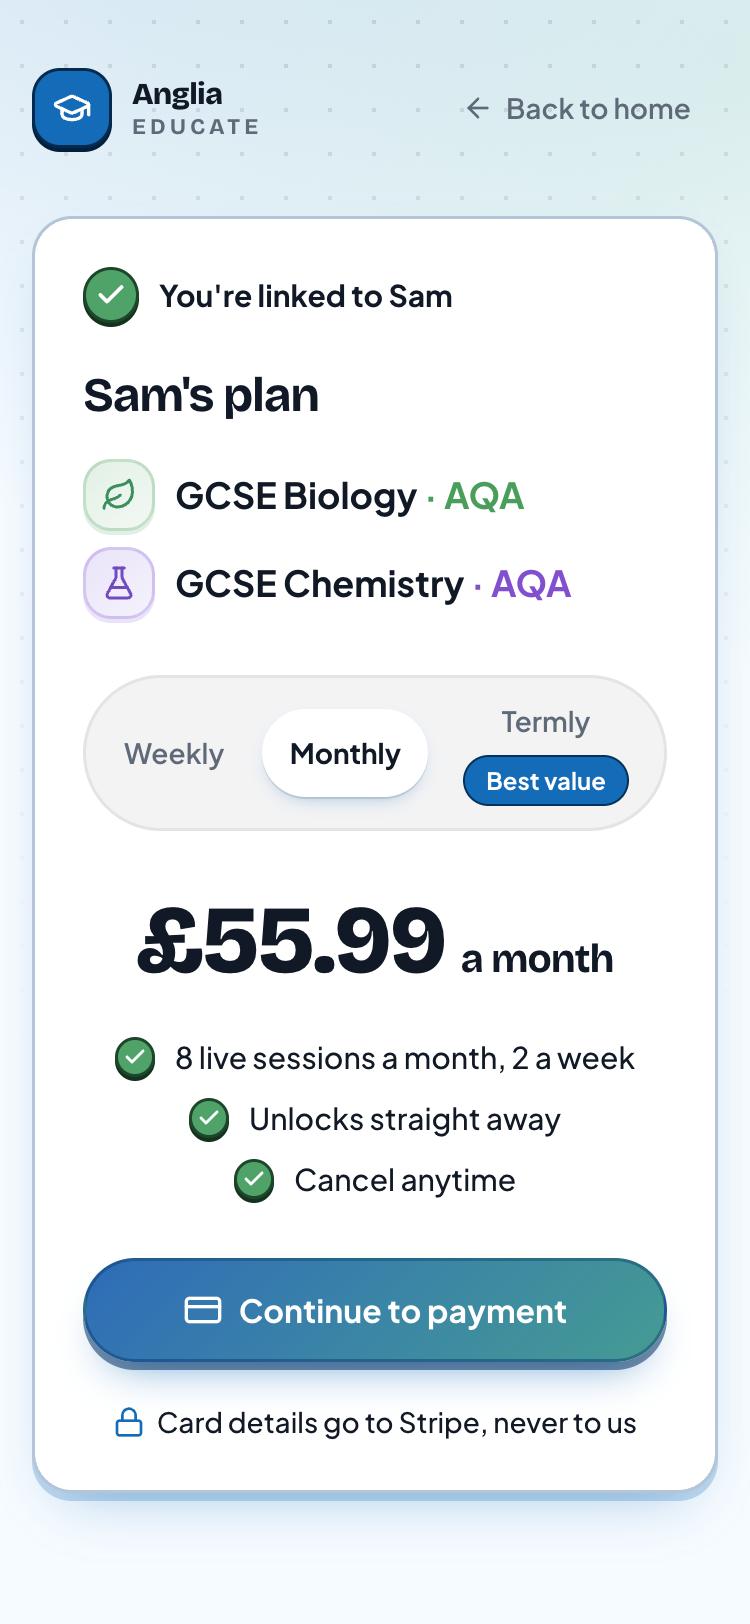 Anglia
EDUCATE
Back to home
You're linked to Sam
Sam's plan
GCSE Biology · AQA
GCSE Chemistry · AQA
Weekly
Monthly
Termly
Best value
£55.99 a month
8 live sessions a month, 2 a week
Unlocks straight away
Cancel anytime
Continue to payment
Card details go to Stripe, never to us